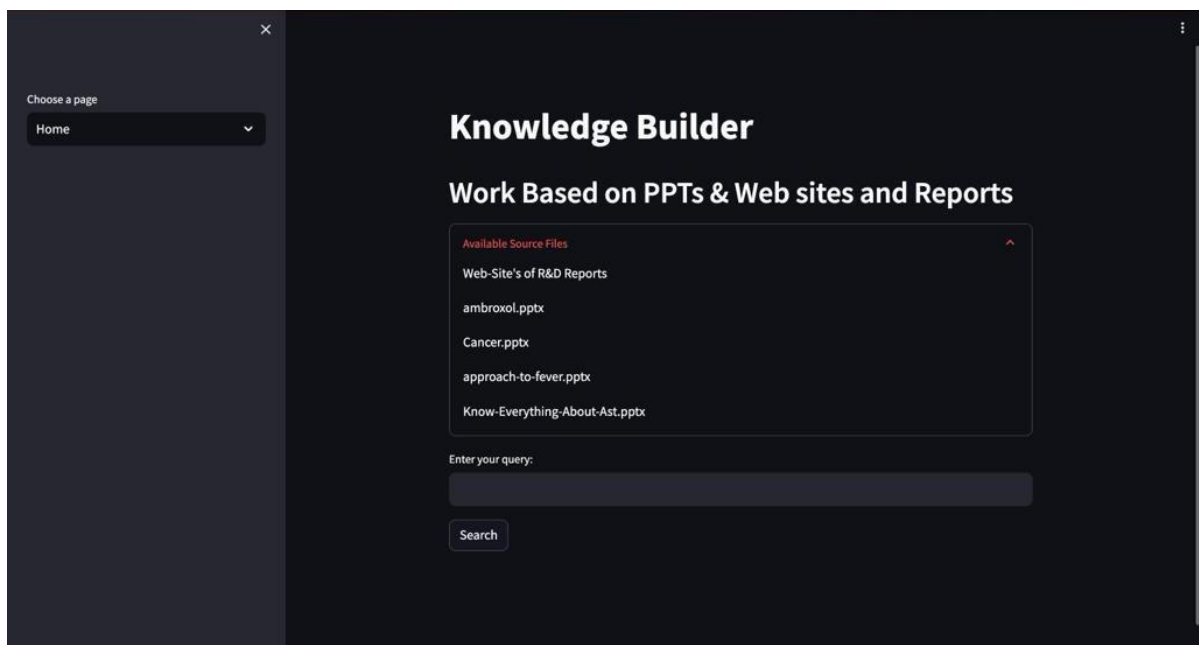 Choose a page
Home
Knowledge Builder
Work Based on PPTs & Web sites and Reports
Available Source Files
Web-Site's of R&D Reports
ambroxol.pptx
Cancer.pptx
approach-to-fever.pptx
Know-Everything-About-Ast.pptx
Enter your query:
Search